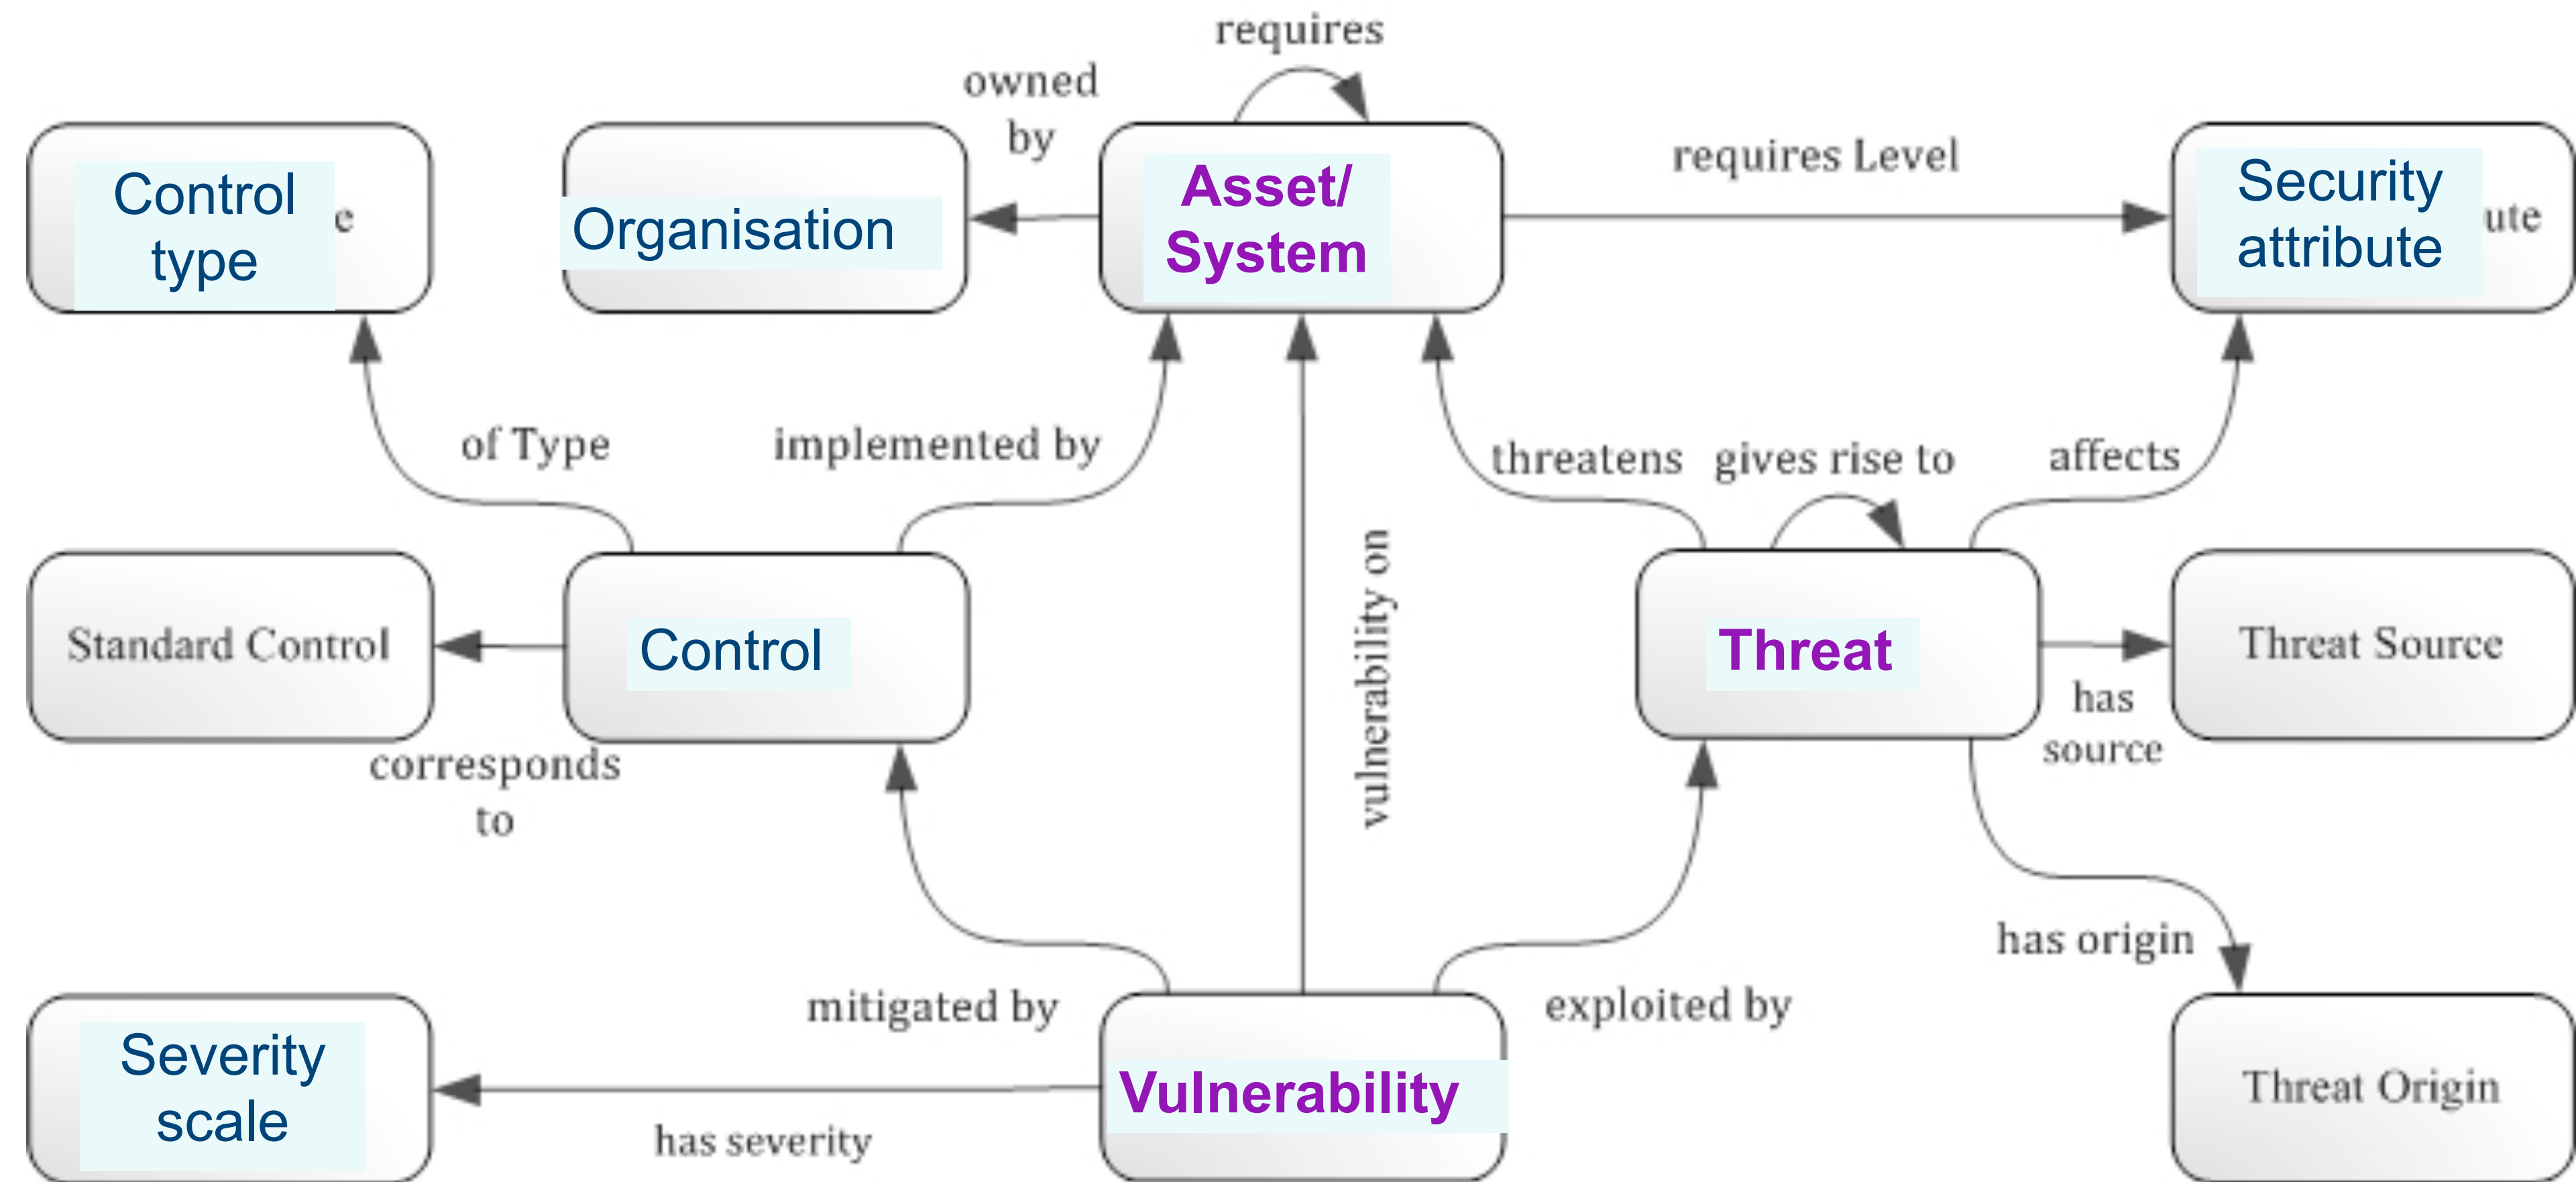 requires
owned
by
Control
type
e
Organisation
Asset/
System
requires Level
Security
attribute
ute
of Type
implemented by
threatens
gives rise to
affects
vulnerability on
Standard Control
Control
Threat
Threat Source
has
source
corresponds
to
has origin
mitigated by
exploited by
Severity
scale
has severity
Vulnerability
Threat Origin